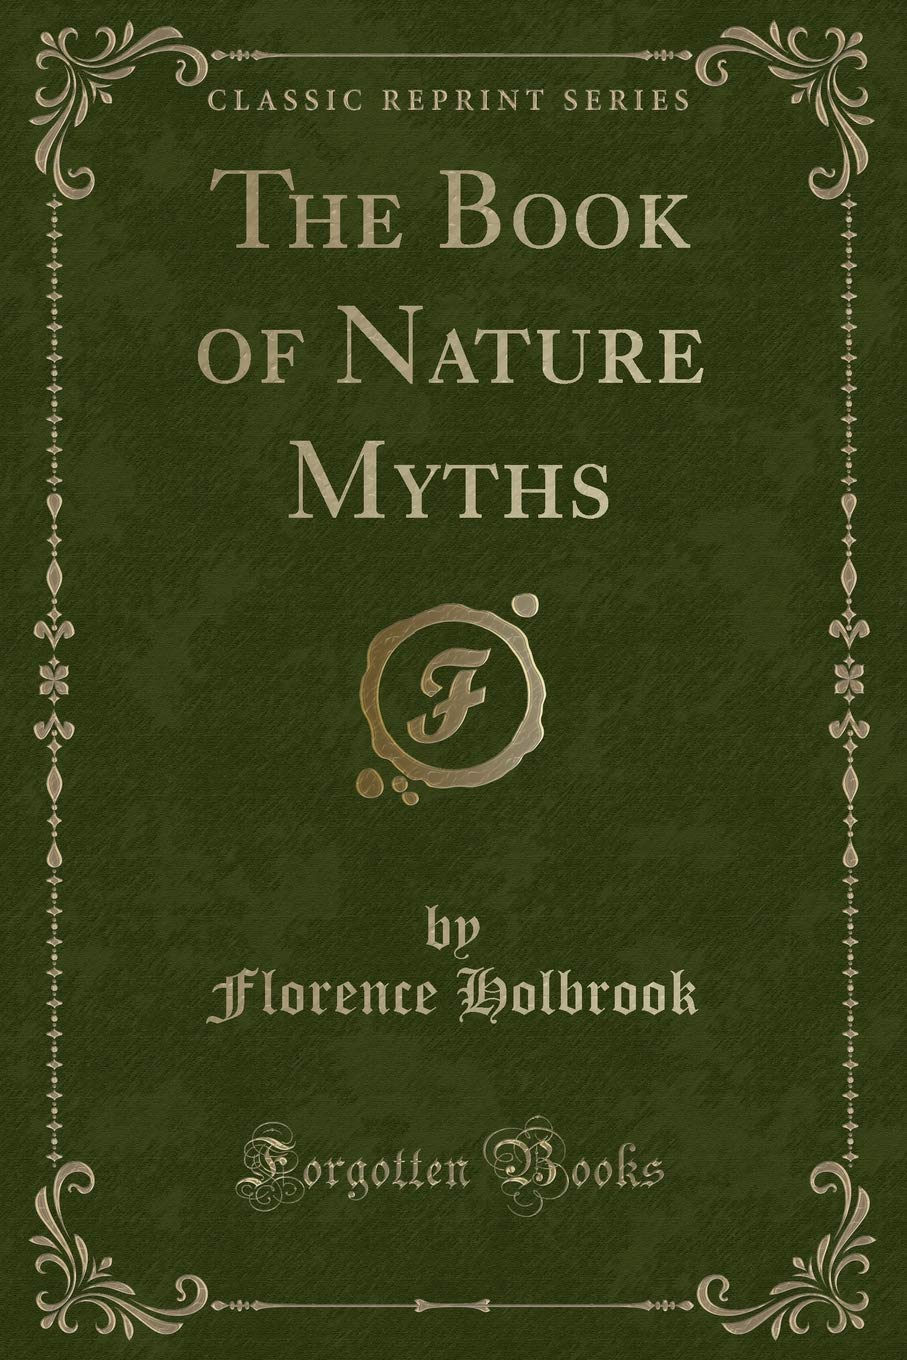 CLASSIC REPRINT SERIES
THE BOOK
OF NATURE
MYTHS
F
by
Florence Holbrook
Forgotten Books